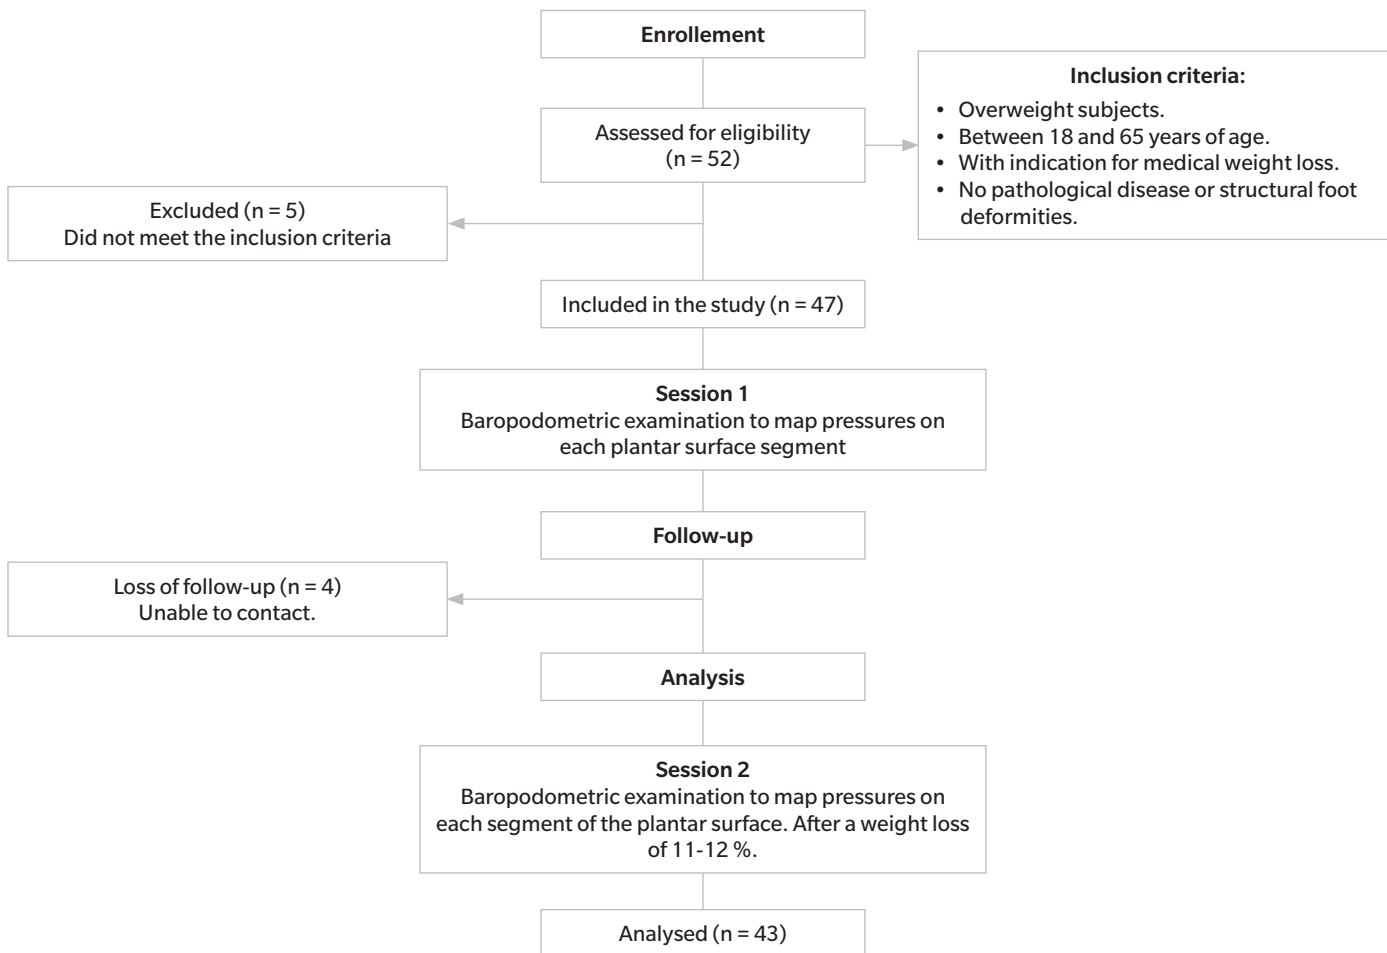 Enrollement
Assessed for eligibility
(n = 52)
Inclusion criteria:
• Overweight subjects.
• Between 18 and 65 years of age.
• With indication for medical weight loss.
• No pathological disease or structural foot
deformities.
Excluded (n = 5)
Did not meet the inclusion criteria
Included in the study (n = 47)
Session 1
Baropodometric examination to map pressures on
each plantar surface segment
Follow-up
Loss of follow-up (n = 4)
Unable to contact.
Analysis
Session 2
Baropodometric examination to map pressures on
each segment of the plantar surface. After a weight loss
of 11-12 %.
Analysed (n = 43)